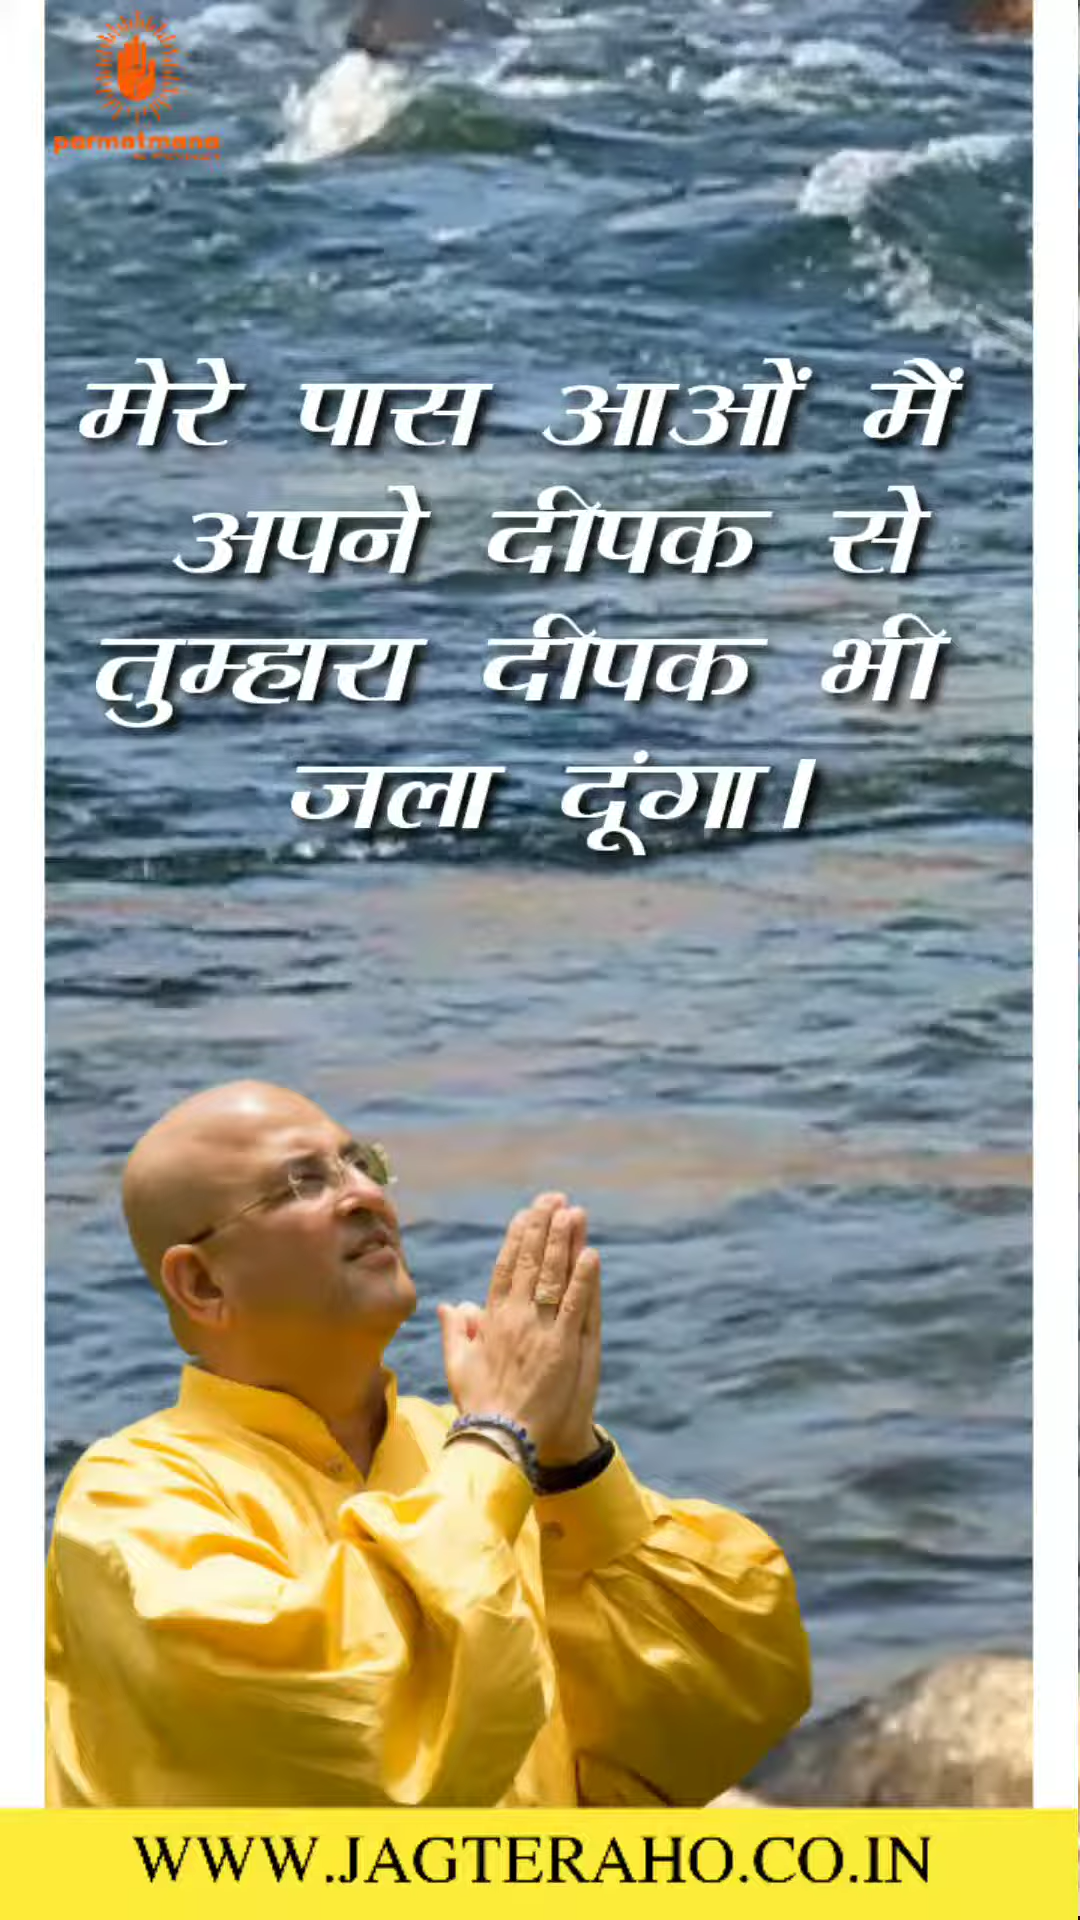 parmatmana
मेरे पास आओं मैं
अपने दीपक से
तुम्हारा दीपक भी
जला दूंगा।
WWW.JAGTERAHO.CO.IN